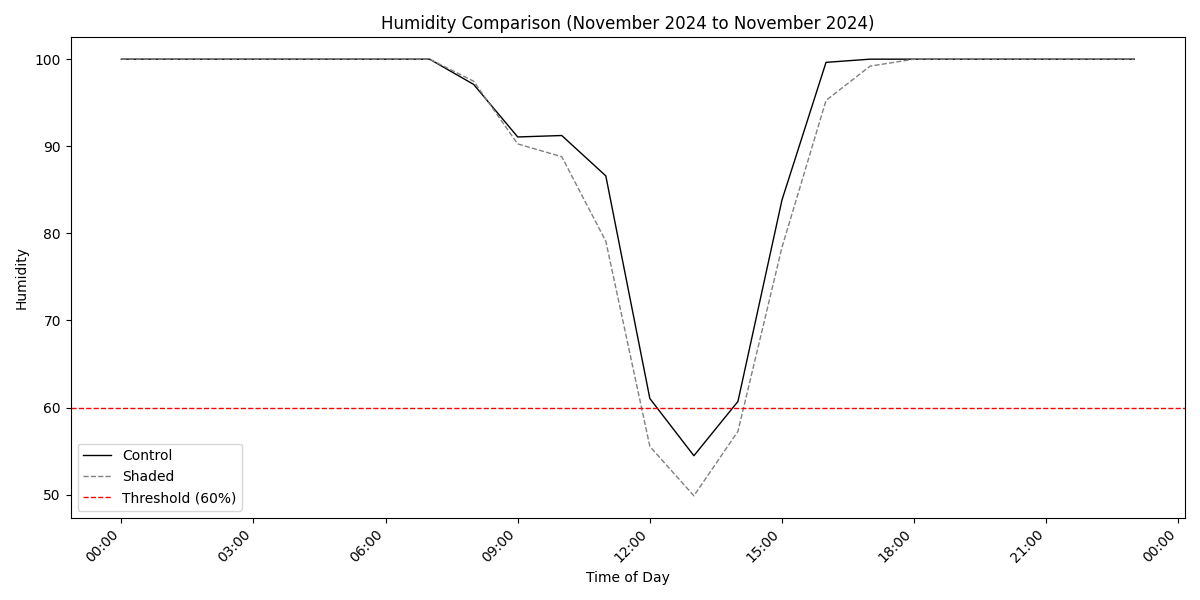 Humidity Comparison (November 2024 to November 2024)
100
90
80
70
60
50
Humidity
Control
Shaded
Threshold (60%)
00:00
03:00
06:00
09:00
12:00
15:00
18:00
21:00
00:00
Time of Day